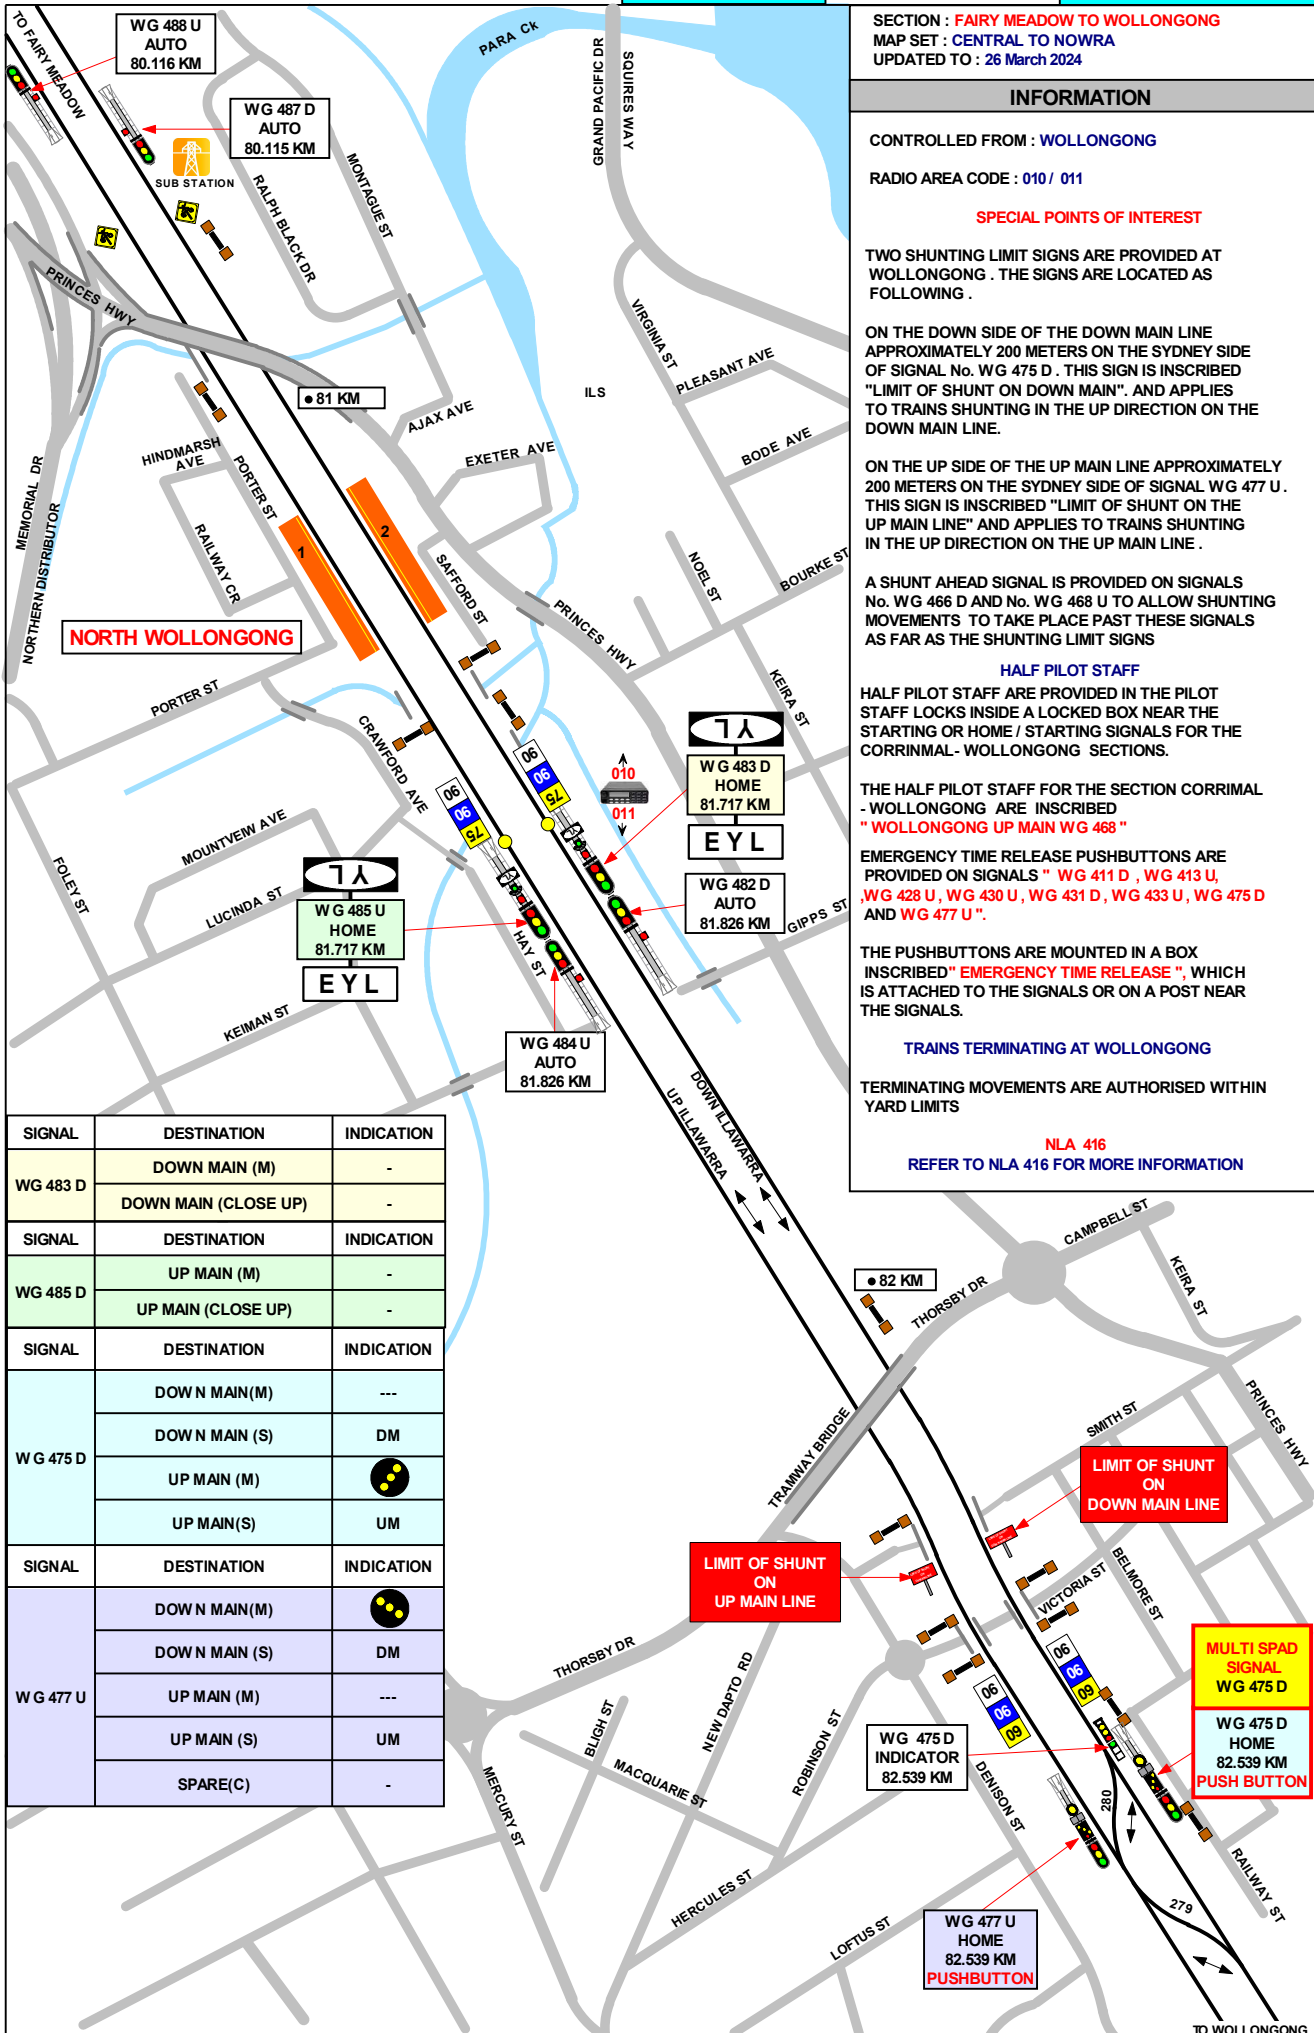 SECTION : FAIRY MEADOW TO WOLLONGONG
MAP SET : CENTRAL TO NOWRA
UPDATED TO : 26 March 2024
INFORMATION
CONTROLLED FROM : WOLLONGONG
RADIO AREA CODE : 010 / 011
SPECIAL POINTS OF INTEREST
TWO SHUNTING LIMIT SIGNS ARE PROVIDED AT
WOLLONGONG . THE SIGNS ARE LOCATED AS
FOLLOWING .
ON THE DOWN SIDE OF THE DOWN MAIN LINE
APPROXIMATELY 200 METERS ON THE SYDNEY SIDE
OF SIGNAL No. WG 475 D . THIS SIGN IS INSCRIBED
"LIMIT OF SHUNT ON DOWN MAIN". AND APPLIES
TO TRAINS SHUNTING IN THE UP DIRECTION ON THE
DOWN MAIN LINE.
ON THE UP SIDE OF THE UP MAIN LINE APPROXIMATELY
200 METERS ON THE SYDNEY SIDE OF SIGNAL WG 477 U .
THIS SIGN IS INSCRIBED "LIMIT OF SHUNT ON THE
UP MAIN LINE" AND APPLIES TO TRAINS SHUNTING
IN THE UP DIRECTION ON THE UP MAIN LINE .
A SHUNT AHEAD SIGNAL IS PROVIDED ON SIGNALS
No. WG 466 D AND No. WG 468 U TO ALLOW SHUNTING
MOVEMENTS TO TAKE PLACE PAST THESE SIGNALS
AS FAR AS THE SHUNTING LIMIT SIGNS
HALF PILOT STAFF
HALF PILOT STAFF ARE PROVIDED IN THE PILOT
STAFF LOCKS INSIDE A LOCKED BOX NEAR THE
STARTING OR HOME / STARTING SIGNALS FOR THE
CORRINMAL- WOLLONGONG SECTIONS.
THE HALF PILOT STAFF FOR THE SECTION CORRIMAL
- WOLLONGONG ARE INSCRIBED
" WOLLONGONG UP MAIN WG 468 "
EMERGENCY TIME RELEASE PUSHBUTTONS ARE
PROVIDED ON SIGNALS " WG 411 D , WG 413 U,
,WG 428 U , WG 430 U , WG 431 D , WG 433 U , WG 475 D
AND WG 477 U ".
THE PUSHBUTTONS ARE MOUNTED IN A BOX
INSCRIBED" EMERGENCY TIME RELEASE ", WHICH
IS ATTACHED TO THE SIGNALS OR ON A POST NEAR
THE SIGNALS.
TRAINS TERMINATING AT WOLLONGONG
TERMINATING MOVEMENTS ARE AUTHORISED WITHIN
YARD LIMITS
NLA 416
REFER TO NLA 416 FOR MORE INFORMATION
TO FAIRY MEADOW
WG 488 U
AUTO
80.116 KM
WG 487 D
AUTO
80.115 KM
SUB STATION
PARA Ck
GRAND PACIFIC DR
SQUIRES WAY
MONTAGUE ST
RALPH BLACK DR
PRINCES HWY
81 KM
AJAX AVE
EXETER AVE
VIRGINIA ST
PLEASANT AVE
ILS
BODE AVE
MEMORIAL DR
NORTHERN DISTRIBUTOR
HINDMARSH
AVE
PORTER ST
RAILWAY CR
1
2
SAFFORD ST
NOEL ST
BOURKE ST
PRINCES HWY
KEIRA ST
NORTH WOLLONGONG
PORTER ST
CRAWFORD AVE
FOLEY ST
MOUNTVEIW AVE
LUCINDA ST
KEIMAN ST
HAY ST
GIPPS ST
90
90
75
90
90
75
010
011
YL
WG 483 D
HOME
81.717 KM
EYL
WG 482 D
AUTO
81.826 KM
YL
WG 485 U
HOME
81.717 KM
EYL
WG 484 U
AUTO
81.826 KM
UP ILLAWARRA
DOWN ILLAWARRA
SIGNAL DESTINATION INDICATION
WG 483 D DOWN MAIN (M) -
DOWN MAIN (CLOSE UP) -
SIGNAL DESTINATION INDICATION
WG 485 D UP MAIN (M) -
UP MAIN (CLOSE UP) -
SIGNAL DESTINATION INDICATION
WG 475 D DOWN MAIN(M) ---
DOWN MAIN (S) DM
UP MAIN (M)
UP MAIN(S) UM
SIGNAL DESTINATION INDICATION
WG 477 U DOWN MAIN(M)
DOWN MAIN (S) DM
UP MAIN (M) ---
UP MAIN (S) UM
SPARE(C) -
82 KM
THORSBY DR
CAMPBELL ST
KEIRA ST
PRINCES HWY
SMITH ST
TRAMWAY BRIDGE
LIMIT OF SHUNT
ON
DOWN MAIN LINE
LIMIT OF SHUNT
ON
UP MAIN LINE
BELMORE ST
VICTORIA ST
THORSBY DR
NEW DAPTO RD
BLIGH ST
MACQUARIE ST
ROBINSON ST
MERCURY ST
HERCULES ST
DENISON ST
LOFTUS ST
RAILWAY ST
90
90
60
90
90
60
MULTI SPAD
SIGNAL
WG 475 D
WG 475 D
HOME
82.539 KM
PUSH BUTTON
WG 475 D
INDICATOR
82.539 KM
280
279
WG 477 U
HOME
82.539 KM
PUSHBUTTON
TO WOLLONGONG